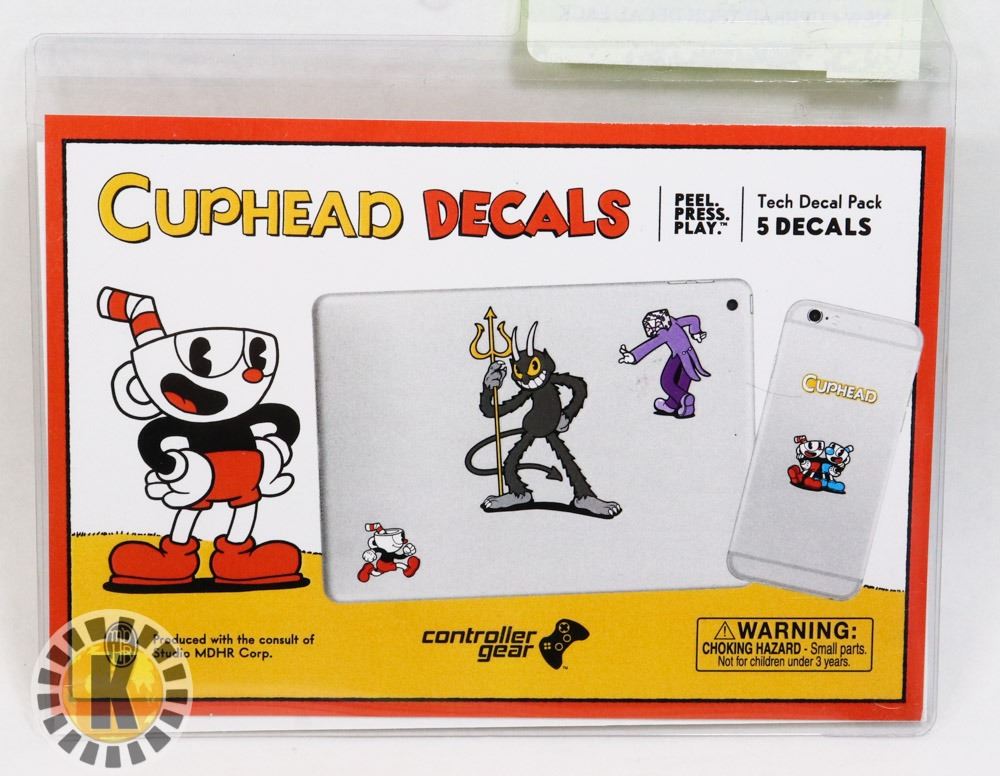 CUPHEAD DECALS
PEEL.
PRESS.
PLAY.™
Tech Decal Pack
5 DECALS
CUPHEAD
Produced with the consult of
Studio MDHR Corp.
controller
gear™
⚠WARNING:
CHOKING HAZARD - Small parts.
Not for children under 3 years.
K